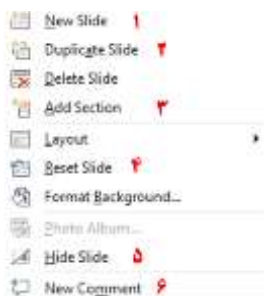 New Slide ۱
Duplicate Slide ۲
Delete Slide
Add Section ۳
Layout
Reset Slide ۴
Format Background...
Photo Album...
Hide Slide ۵
New Comment ۶